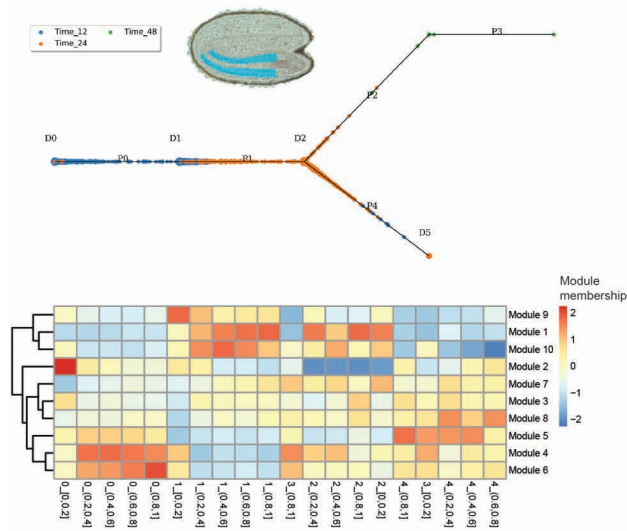 Time_12
Time_48
Time_24
P3
P2
D0
D1
D2
P0
P1
P4
D5
Module membership
2
1
0
−1
−2
Module 9
Module 1
Module 10
Module 2
Module 7
Module 3
Module 8
Module 5
Module 4
Module 6
0_[0,0.2]
0_(0.2,0.4]
0_(0.4,0.6]
0_(0.6,0.8]
0_(0.8,1]
1_[0,0.2]
1_(0.2,0.4]
1_(0.4,0.6]
1_(0.6,0.8]
1_(0.8,1]
3_(0.8,1]
2_(0.2,0.4]
2_(0.4,0.6]
2_(0.8,1]
2_[0,0.2]
4_(0.8,1]
3_[0,0.2]
4_(0.2,0.4]
4_(0.4,0.6]
4_(0.6,0.8]